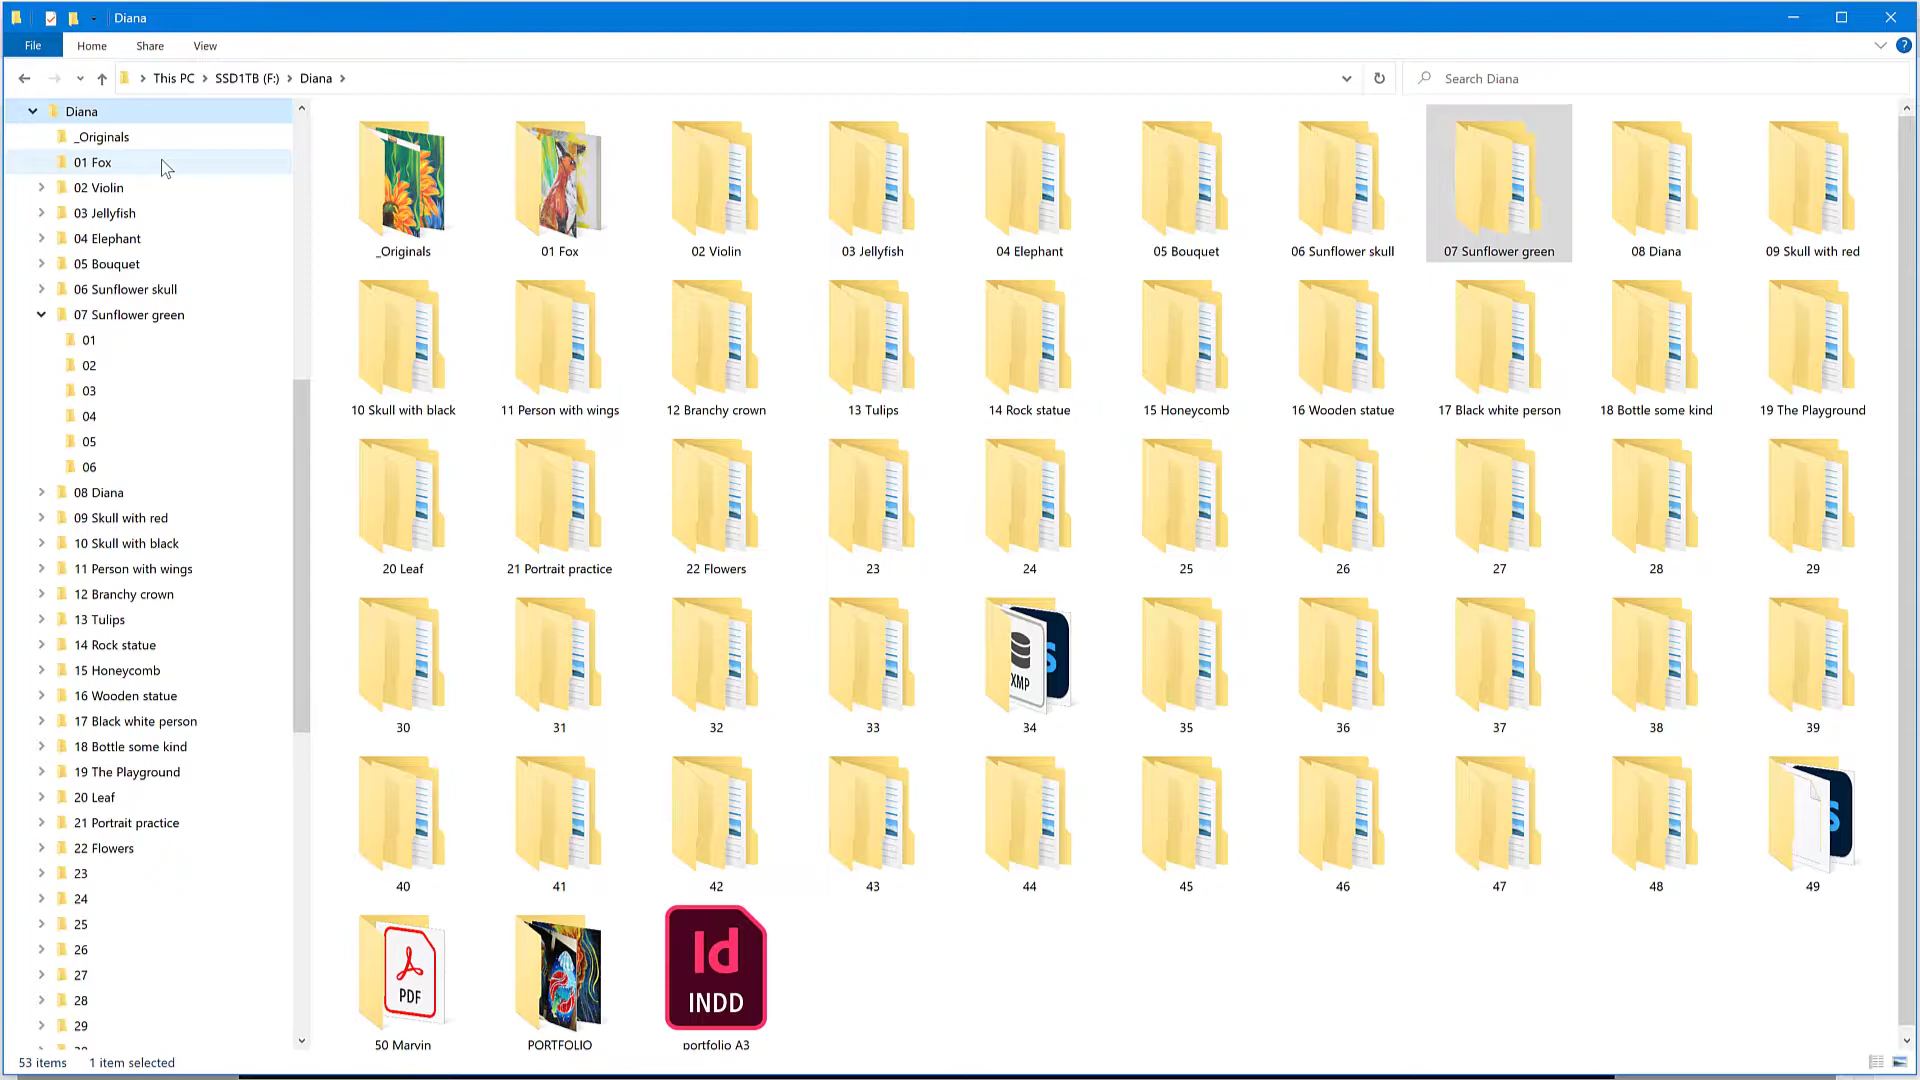 Diana
File Home Share View
This PC SSD1TB (F:) Diana
Search Diana
Diana
_Originals
01 Fox
02 Violin
03 Jellyfish
04 Elephant
05 Bouquet
06 Sunflower skull
07 Sunflower green
01
02
03
04
05
06
08 Diana
09 Skull with red
10 Skull with black
11 Person with wings
12 Branchy crown
13 Tulips
14 Rock statue
15 Honeycomb
16 Wooden statue
17 Black white person
18 Bottle some kind
19 The Playground
20 Leaf
21 Portrait practice
22 Flowers
23
24
25
26
27
28
29
_Originals 01 Fox 02 Violin 03 Jellyfish 04 Elephant 05 Bouquet 06 Sunflower skull 07 Sunflower green 08 Diana 09 Skull with red
10 Skull with black 11 Person with wings 12 Branchy crown 13 Tulips 14 Rock statue 15 Honeycomb 16 Wooden statue 17 Black white person 18 Bottle some kind 19 The Playground
20 Leaf 21 Portrait practice 22 Flowers 23 24 25 26 27 28 29
XMP S
30 31 32 33 34 35 36 37 38 39
S
40 41 42 43 44 45 46 47 48 49
PDF
Id
INDD
50 Marvin PORTFOLIO portfolio A3
53 items 1 item selected